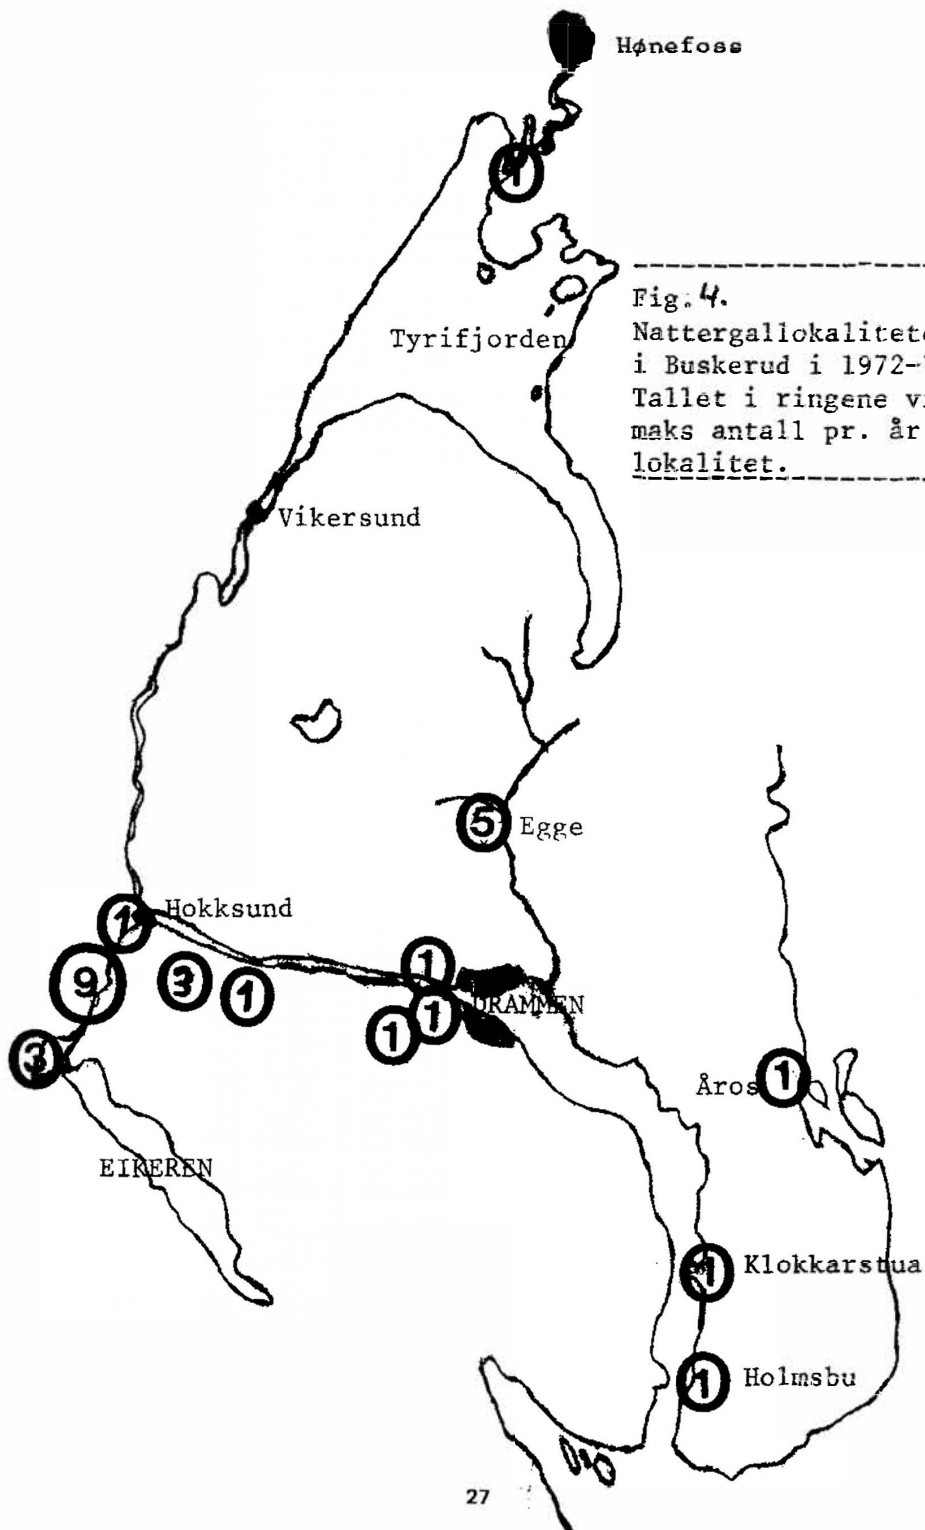 Hønefoss
1
Fig. 4.
Nattergallokalitete
i Buskerud i 1972-
Tallet i ringene v
maks antall pr. år
lokalitet.
Tyrifjorden
Vikersund
5 Egge
1 Hokksund
9
3
1
1
DRAMMEN
1
1
3
Åros 1
EIKEREN
1 Klokkarstua
1 Holmsbu
27